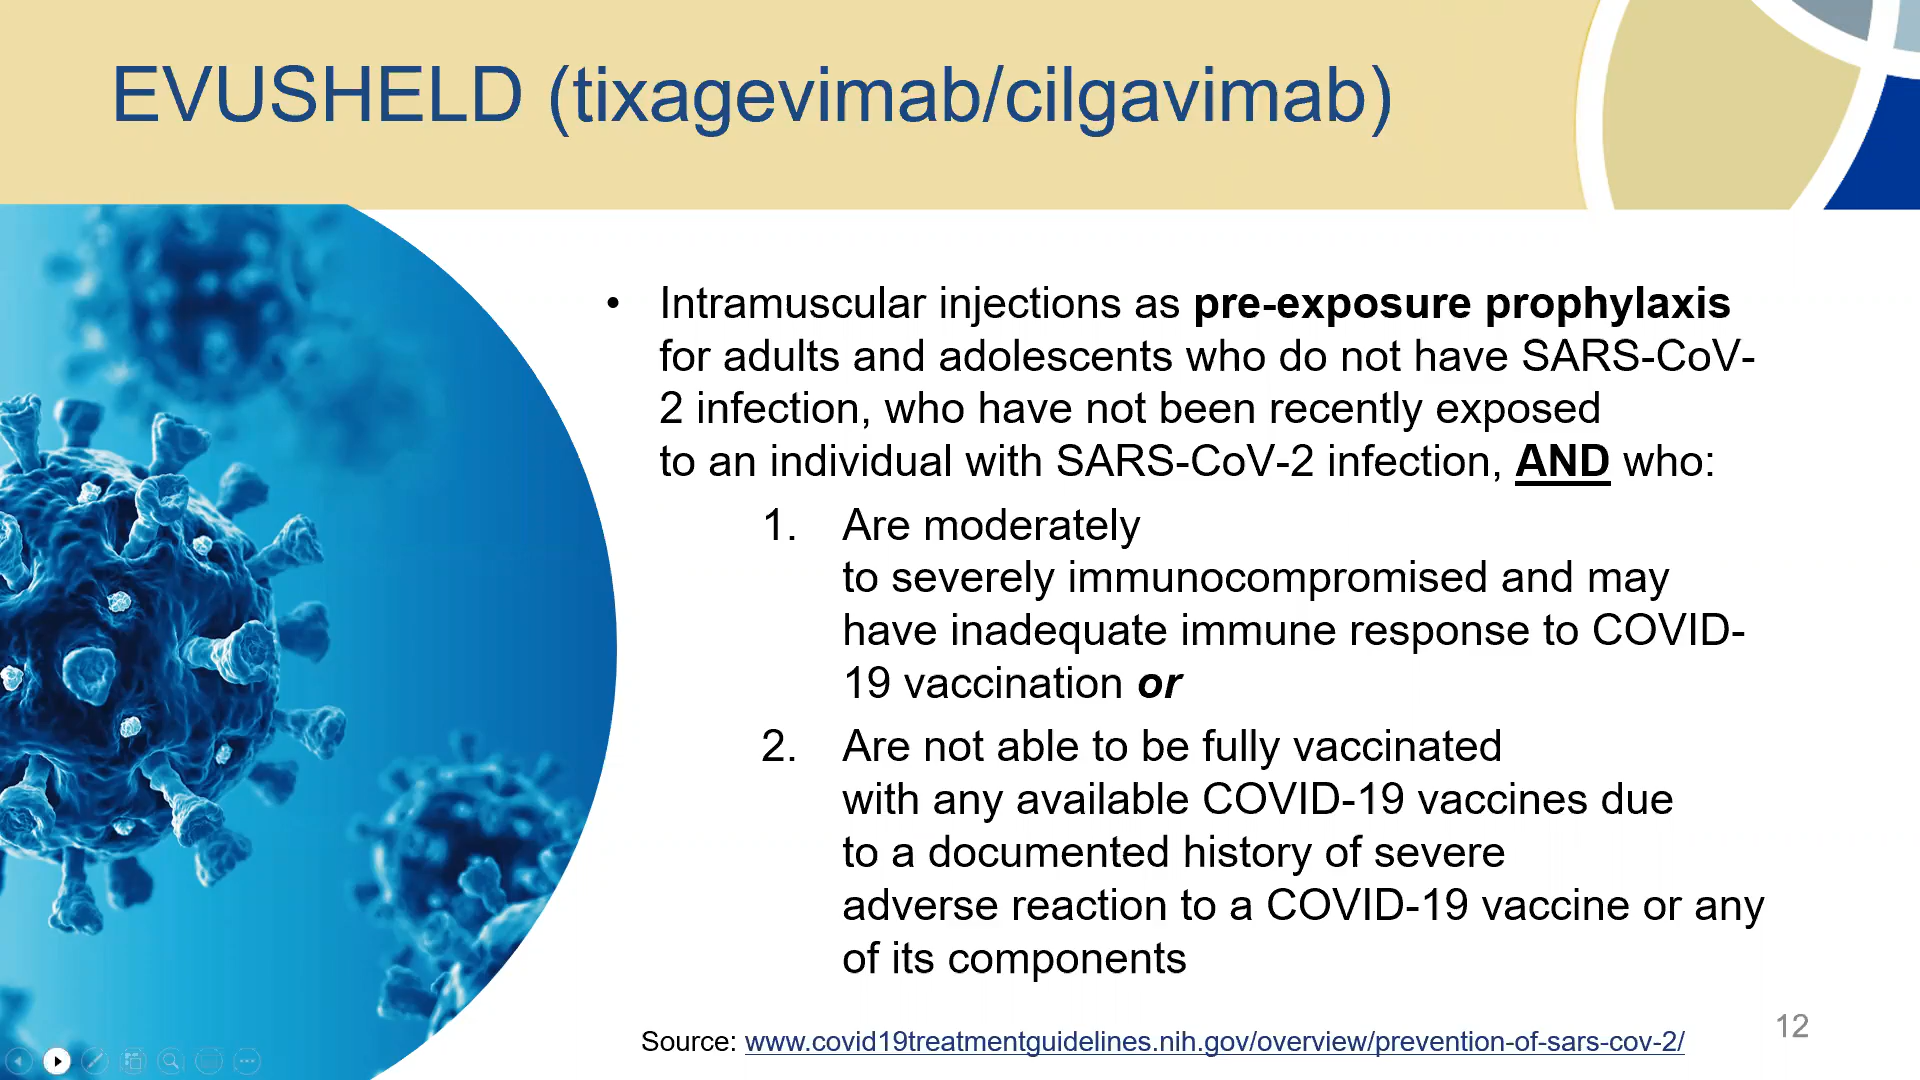 EVUSHELD (tixagevimab/cilgavimab)
• Intramuscular injections as pre-exposure prophylaxis
for adults and adolescents who do not have SARS-CoV-
2 infection, who have not been recently exposed
to an individual with SARS-CoV-2 infection, AND who:
1. Are moderately
to severely immunocompromised and may
have inadequate immune response to COVID-
19 vaccination or
2. Are not able to be fully vaccinated
with any available COVID-19 vaccines due
to a documented history of severe
adverse reaction to a COVID-19 vaccine or any
of its components
Source: www.covid19treatmentguidelines.nih.gov/overview/prevention-of-sars-cov-2/
12